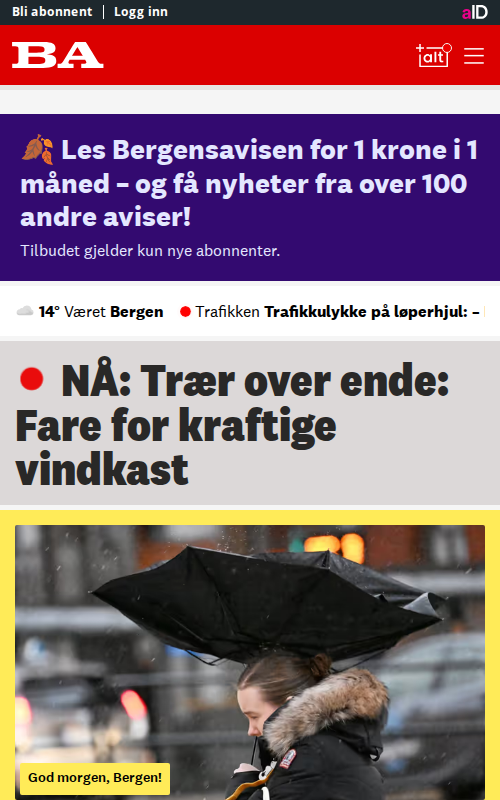 Bli abonnent | Logg inn
aID
BA
+alt
Les Bergensavisen for 1 krone i 1
måned – og få nyheter fra over 100
andre aviser!
Tilbudet gjelder kun nye abonnenter.
14° Været Bergen Trafikken Trafikkulykke på løperhjul: –
NÅ: Trær over ende:
Fare for kraftige
vindkast
God morgen, Bergen!